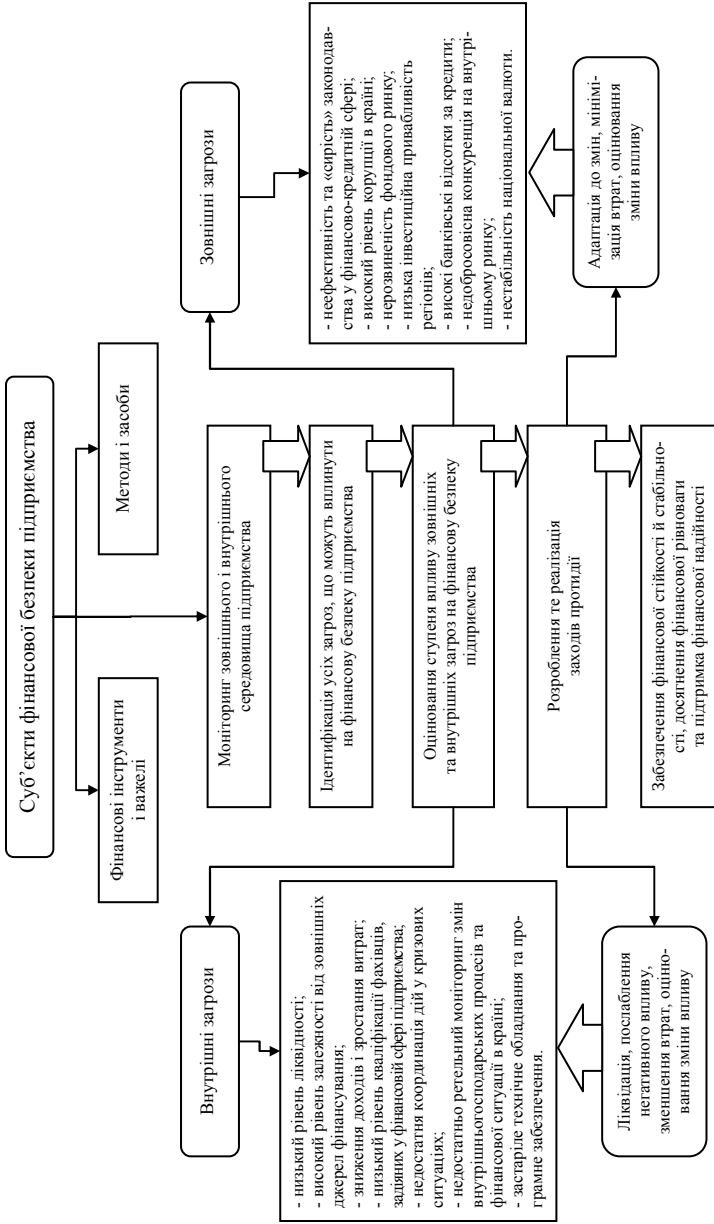 Суб’єкти фінансової безпеки підприємства
Фінансові інструменти
і важелі
Методи і засоби
Внутрішні загрози
Моніторинг зовнішнього і внутрішнього
середовища підприємства
Зовнішні загрози
Ідентифікація усіх загроз, що можуть вплинути
на фінансову безпеку підприємства
Оцінювання ступеня впливу зовнішніх
та внутрішніх загроз на фінансову безпеку
підприємства
Розроблення те реалізація
заходів протидії
Забезпечення фінансової стійкості й стабільно-
сті, досягнення фінансової рівноваги
та підтримка фінансової надійності
- низький рівень ліквідності;
- високий рівень залежності від зовнішніх
джерел фінансування;
- зниження доходів і зростання витрат;
- низький рівень кваліфікації фахівців,
задіяних у фінансовій сфері підприємства;
- недостатня координація дій у кризових
ситуаціях;
- недостатньо ретельний моніторинг змін
внутрішньогосподарських процесів та
фінансової ситуації в країні;
- застаріле технічне обладнання та про-
грамне забезпечення.
- неефективність та «сирість» законодав-
ства у фінансово-кредитній сфері;
- високий рівень корупції в країні;
- нерозвиненість фондового ринку;
- низька інвестиційна привабливість
регіонів;
- високі банківські відсотки за кредити;
- недобросовісна конкуренція на внутрі-
шньому ринку;
- нестабільність національної валюти.
Ліквідація, послаблення
негативного впливу,
зменшення втрат, оціню-
вання зміни впливу
Адаптація до змін, мінімі-
зація втрат, оцінювання
зміни впливу